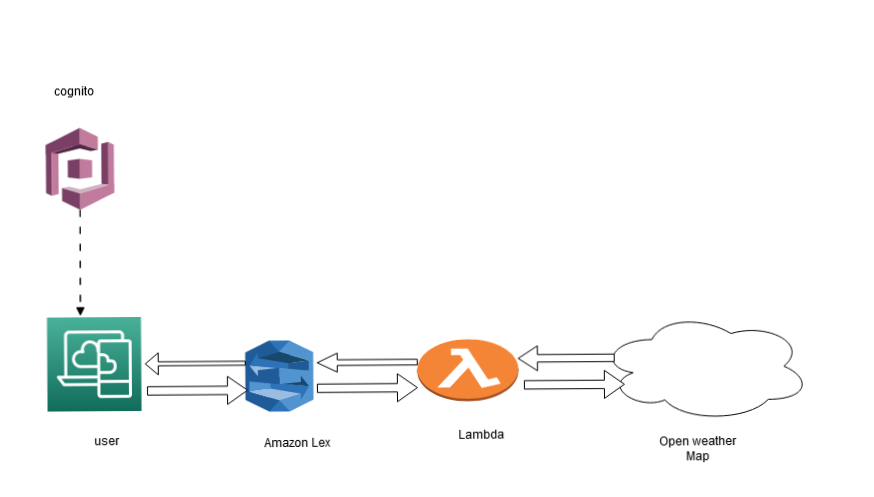 cognito
user
Amazon Lex
Lambda
Open weather
Map